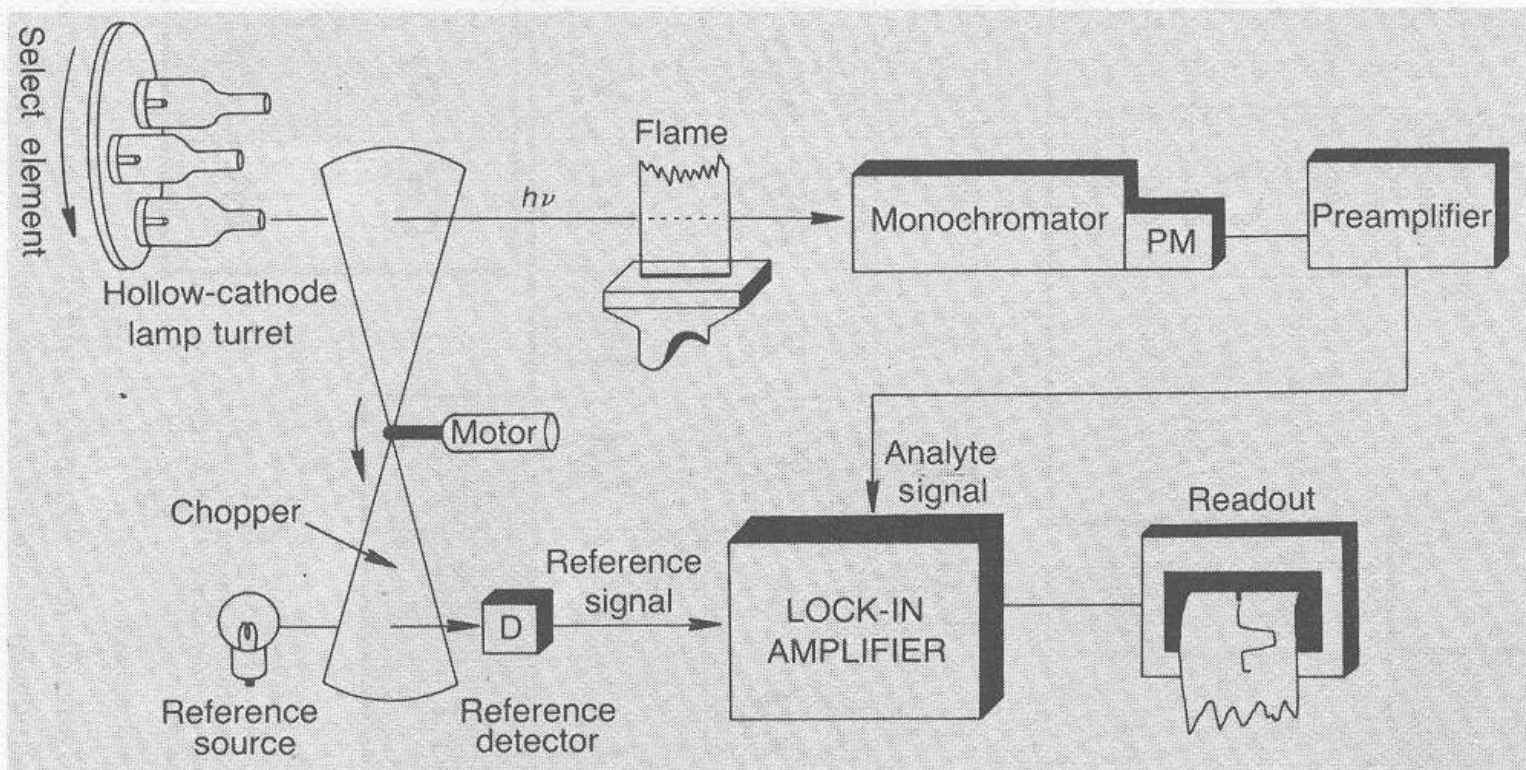 Select element
Hollow-cathode
lamp turret
hν
Flame
Monochromator
PM
Preamplifier
Motor
Chopper
Analyte
signal
Readout
Reference
signal
D
LOCK-IN
AMPLIFIER
Reference
source
Reference
detector